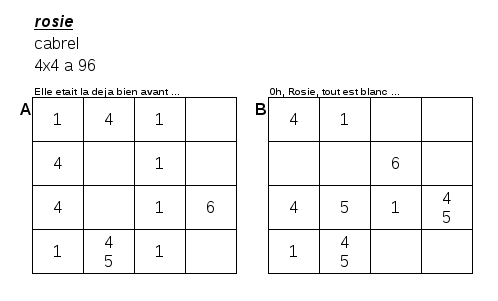 rosie
cabrel
4x4 a 96
Elle etait la deja bien avant ...
A
1 4 1
4 1
4 1 6
1 4 5 1
Oh, Rosie, tout est blanc ...
B
4 1
6
4 5 1 4 5
1 4 5